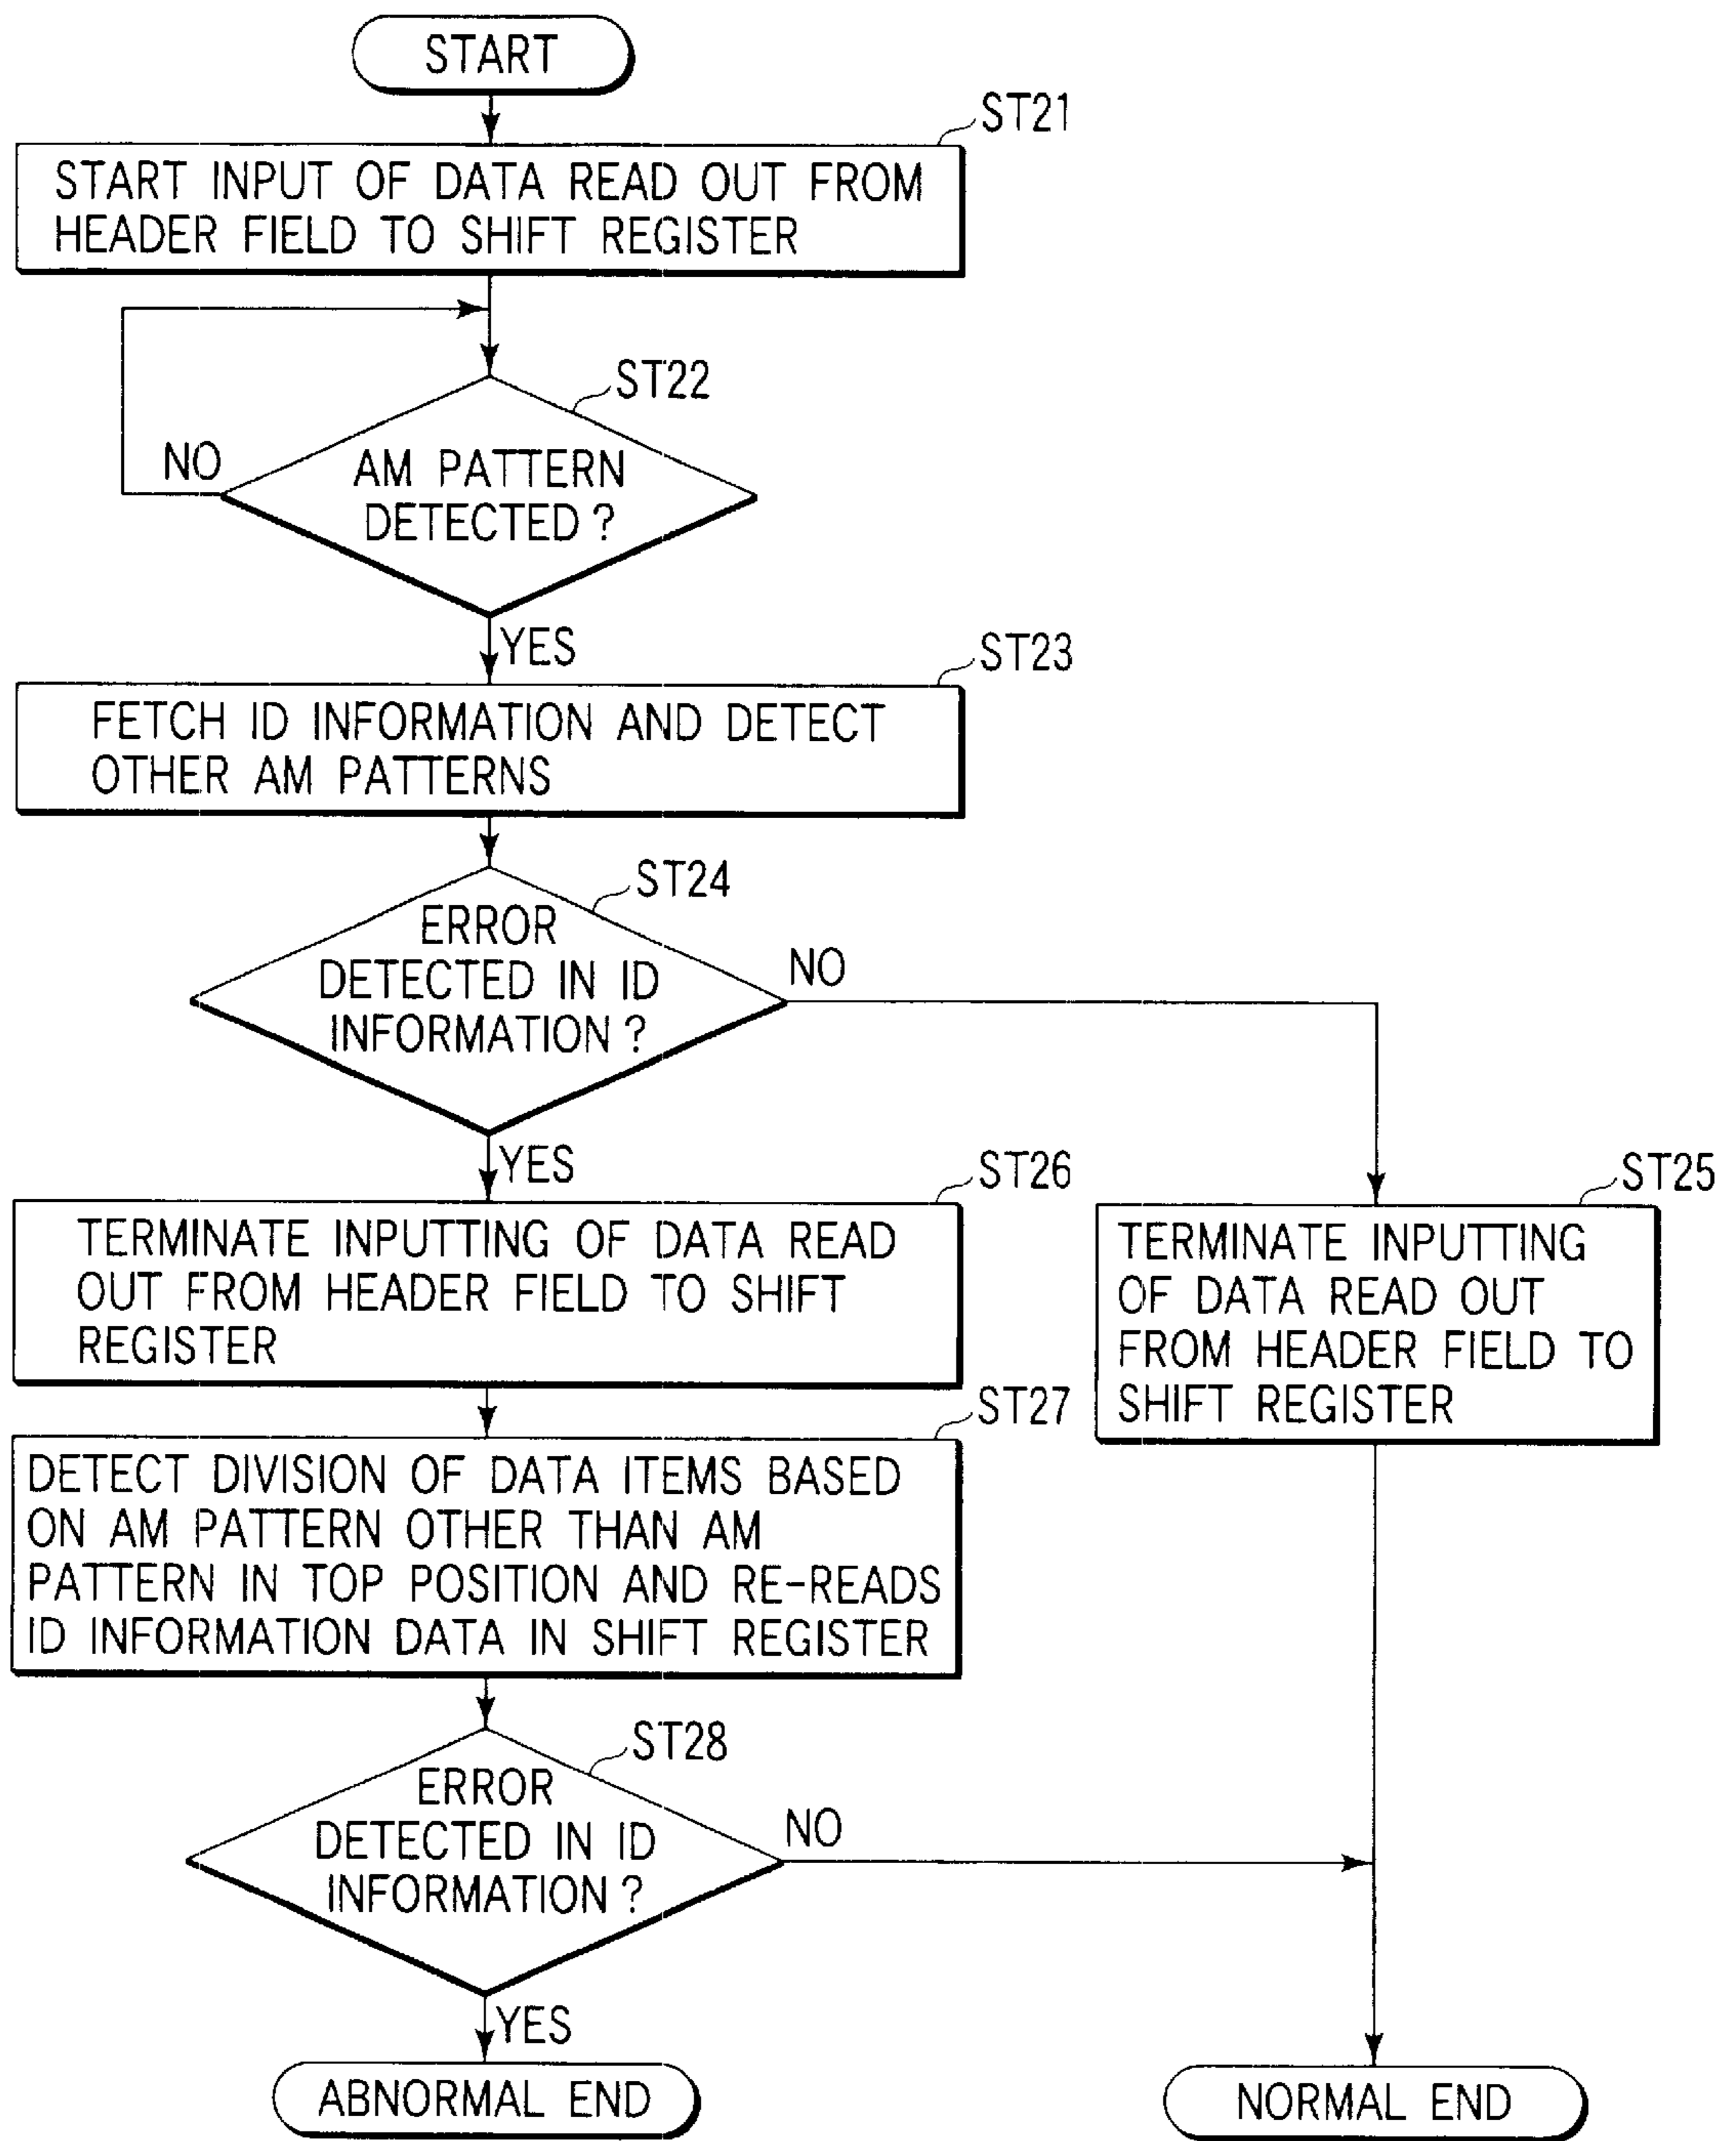 START
ST21
START INPUT OF DATA READ OUT FROM
HEADER FIELD TO SHIFT REGISTER
ST22
NO
AM PATTERN
DETECTED?
YES
ST23
FETCH ID INFORMATION AND DETECT
OTHER AM PATTERNS
ST24
ERROR
DETECTED IN ID
INFORMATION?
NO
YES
ST26
TERMINATE INPUTTING OF DATA READ
OUT FROM HEADER FIELD TO SHIFT
REGISTER
ST25
TERMINATE INPUTTING
OF DATA READ OUT
FROM HEADER FIELD TO
SHIFT REGISTER
ST27
DETECT DIVISION OF DATA ITEMS BASED
ON AM PATTERN OTHER THAN AM
PATTERN IN TOP POSITION AND RE-READS
ID INFORMATION DATA IN SHIFT REGISTER
ST28
ERROR
DETECTED IN ID
INFORMATION?
NO
YES
ABNORMAL END
NORMAL END